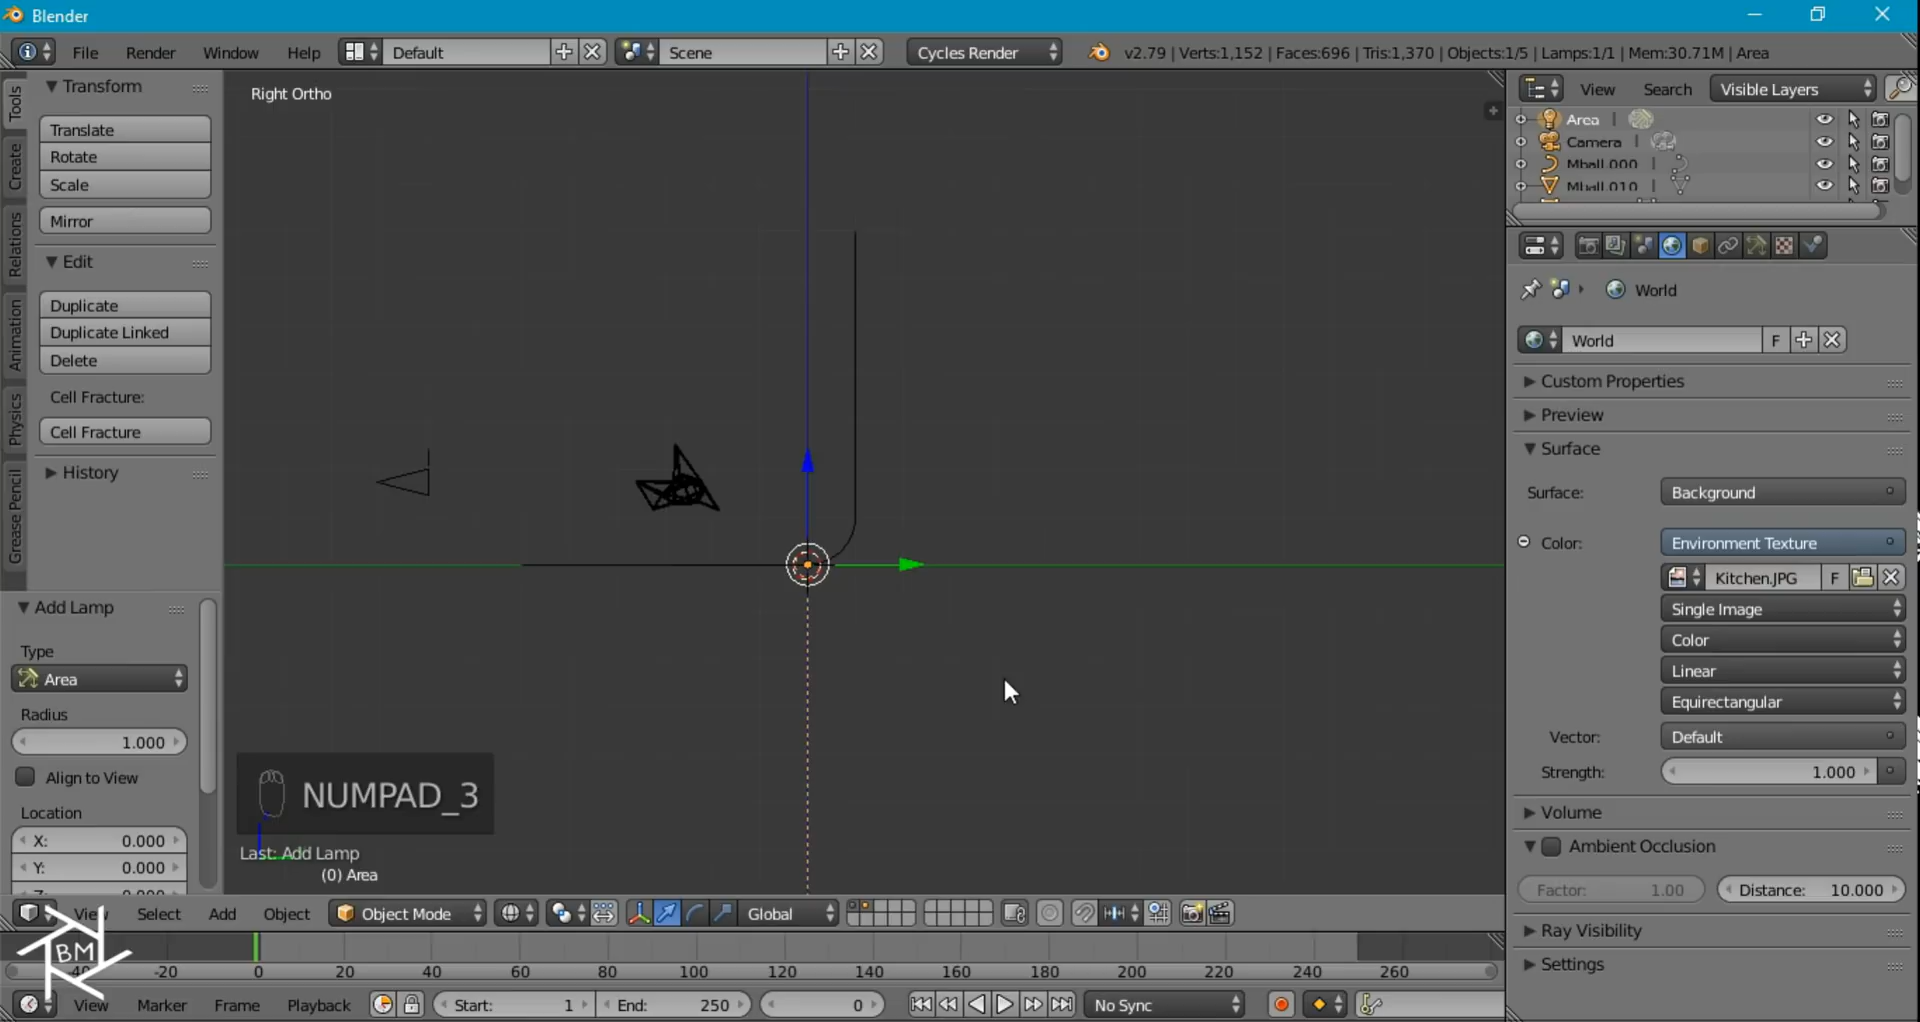 Blender
File Render Window Help Default Scene Cycles Render v2.79 | Verts:1,152 | Faces:696 | Tris:1,370 | Objects:1/5 | Lamps:1/1 | Mem:30.71M | Area
Tools
Create
Relations
Animation
Physics
Grease Pencil
Transform
Translate
Rotate
Scale
Mirror
Edit
Duplicate
Duplicate Linked
Delete
Cell Fracture:
Cell Fracture
History
Add Lamp
Type
Area
Radius
1.000
Align to View
Location
X: 0.000
Y: 0.000
Right Ortho
NUMPAD_3
Last: Add Lamp
(0) Area
View Search Visible Layers
Area
Camera
Mball.000
Mball.010
World
World F
Custom Properties
Preview
Surface
Surface: Background
Color: Environment Texture
Kitchen.JPG F
Single Image
Color
Linear
Equirectangular
Vector: Default
Strength: 1.000
Volume
Ambient Occlusion
Factor: 1.00 Distance: 10.000
Ray Visibility
Settings
View Select Add Object Object Mode Global
BM
-40 -20 0 20 40 60 80 100 120 140 160 180 200 220 240 260
View Marker Frame Playback Start: 1 End: 250 0 No Sync